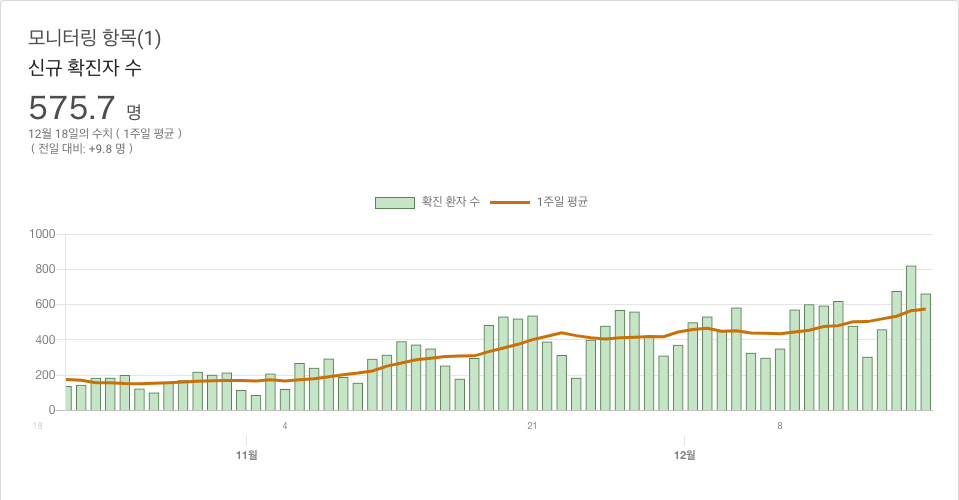 모니터링 항목(1)
신규 확진자 수
575.7 명
12월 18일의 수치 ( 1주일 평균 )
( 전일 대비: +9.8 명 )
확진 환자 수 1주일 평균
1000
800
600
400
200
0
18 4 21 8
11월 12월